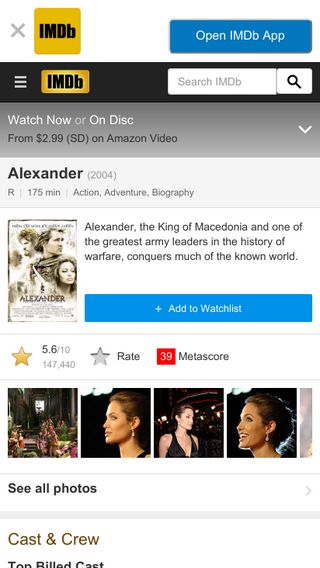 IMDb
Open IMDb App
IMDb
Search IMDb
Watch Now or On Disc
From $2.99 (SD) on Amazon Video
Alexander (2004)
R | 175 min | Action, Adventure, Biography
ALEXANDER
Alexander, the King of Macedonia and one of
the greatest army leaders in the history of
warfare, conquers much of the known world.
+ Add to Watchlist
5.6/10
147,440
Rate
39 Metascore
See all photos
Cast & Crew
Top Billed Cast